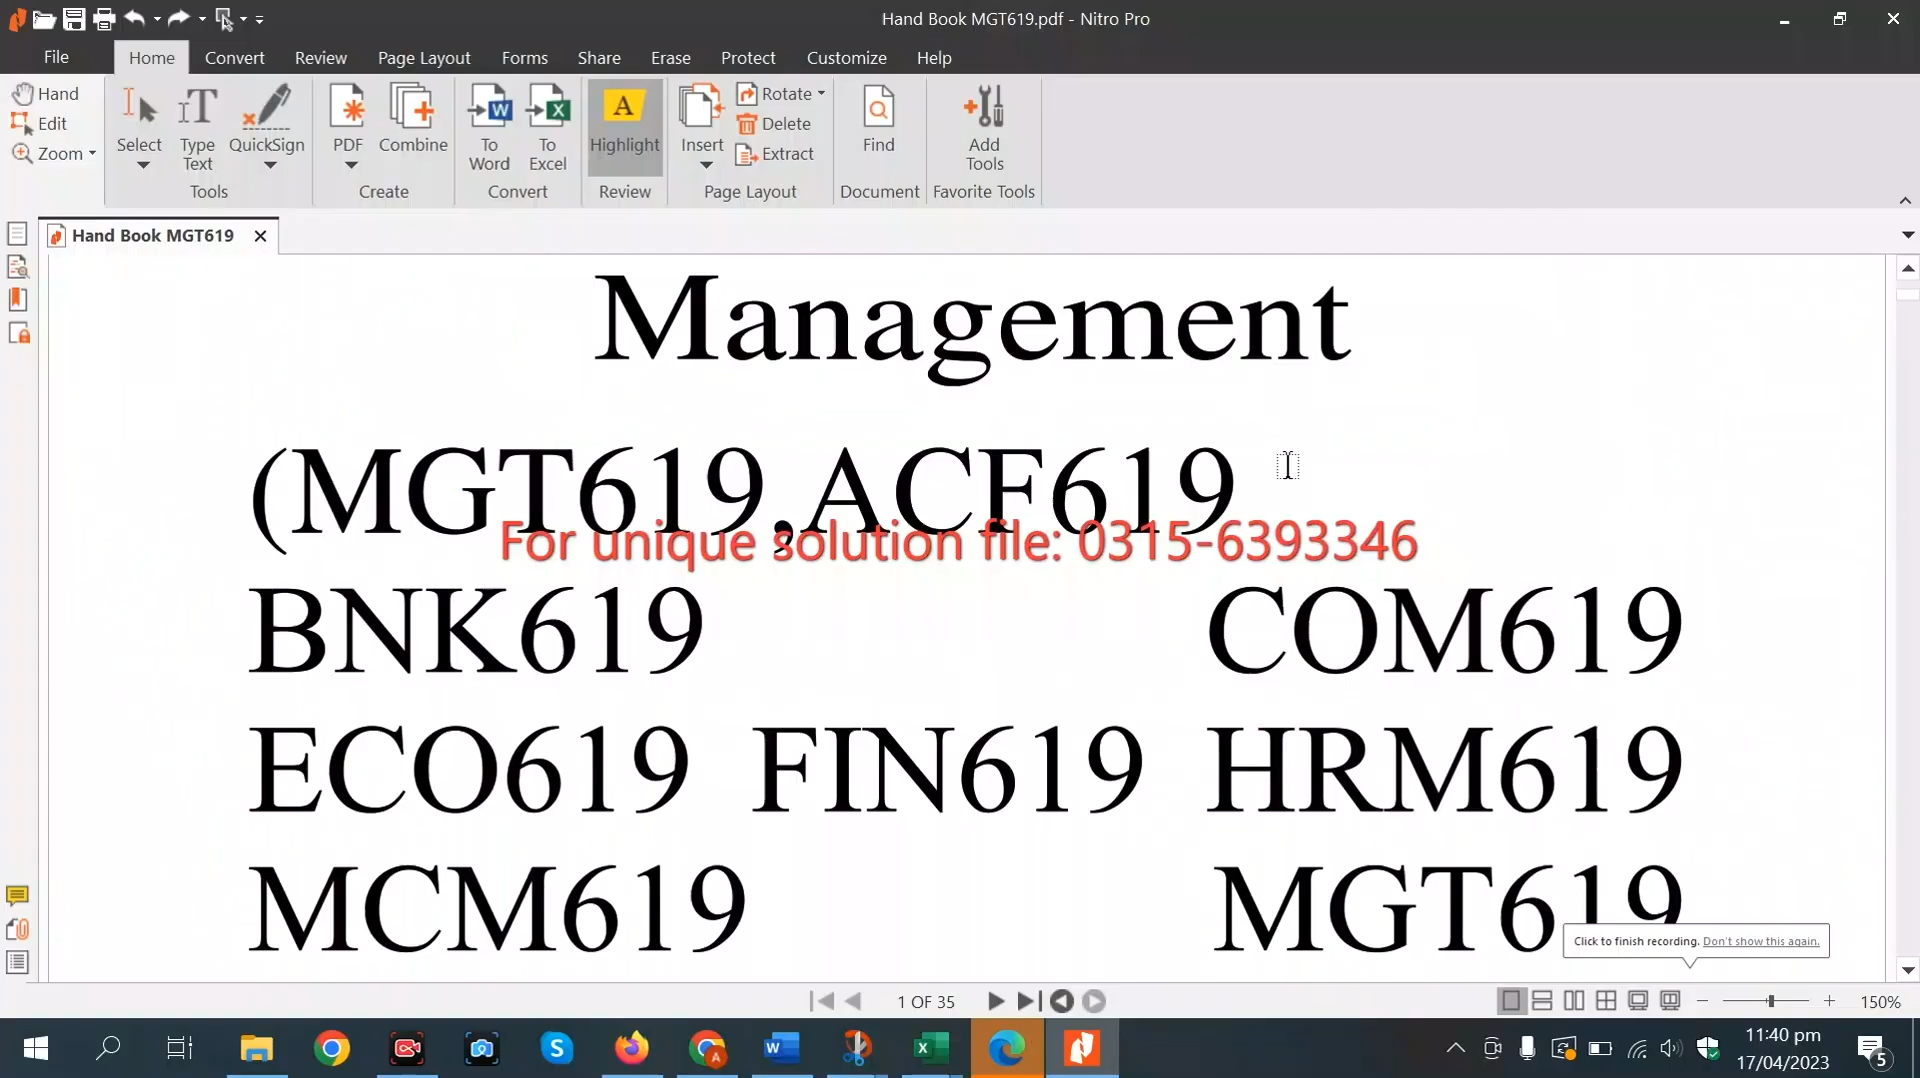 Hand Book MGT619.pdf - Nitro Pro
File Home Convert Review Page Layout Forms Share Erase Protect Customize Help
Hand
Edit
Zoom
Select
Type Text
QuickSign
Tools
PDF
Combine
Create
To Word
To Excel
Convert
A
Highlight
Review
Insert
Rotate
Delete
Extract
Page Layout
Find
Document
Add Tools
Favorite Tools
Hand Book MGT619
Management
(MGT619,ACF619
For unique solution file: 0315-6393346
BNK619 COM619
ECO619 FIN619 HRM619
MCM619 MGT619
Click to finish recording. Don't show this again.
1 OF 35
150%
11:40 pm
17/04/2023
5